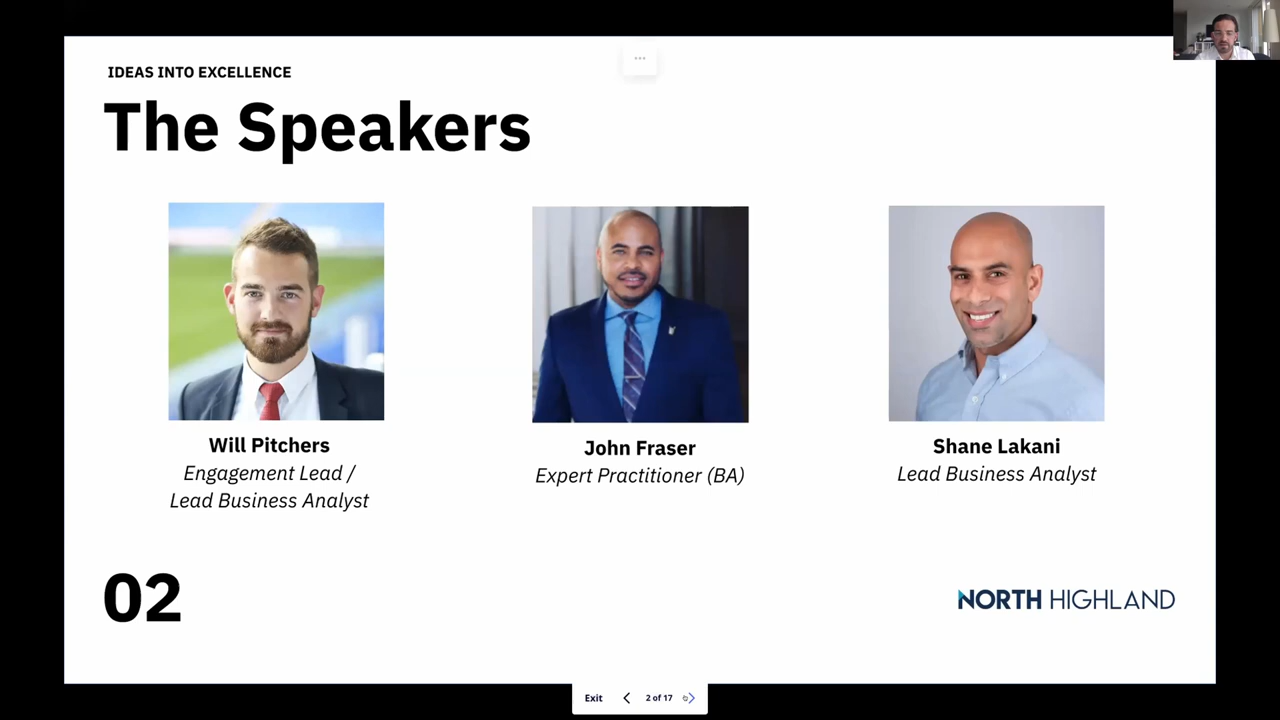 IDEAS INTO EXCELLENCE
The Speakers
Will Pitchers
Engagement Lead /
Lead Business Analyst
John Fraser
Expert Practitioner (BA)
Shane Lakani
Lead Business Analyst
02
NORTH HIGHLAND
Exit
2 of 17